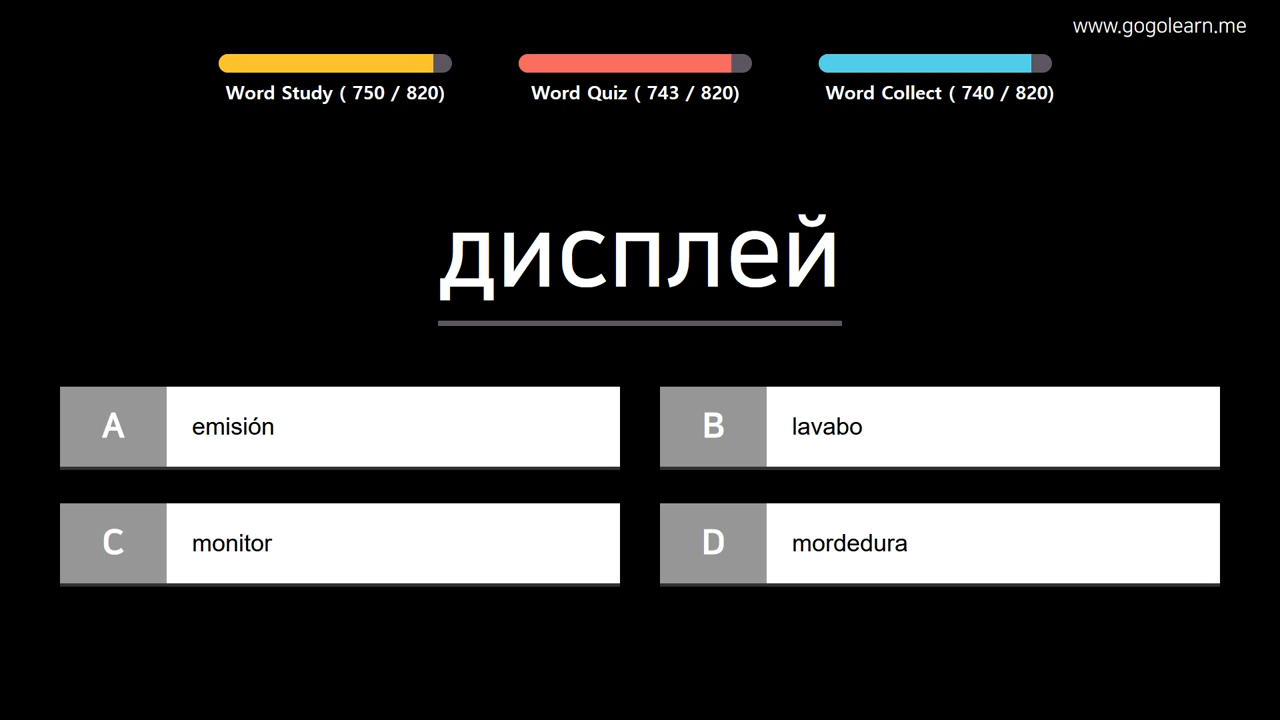 www.gogolearn.me
Word Study ( 750 / 820)
Word Quiz ( 743 / 820)
Word Collect ( 740 / 820)
дисплей
A emisión
B lavabo
C monitor
D mordedura